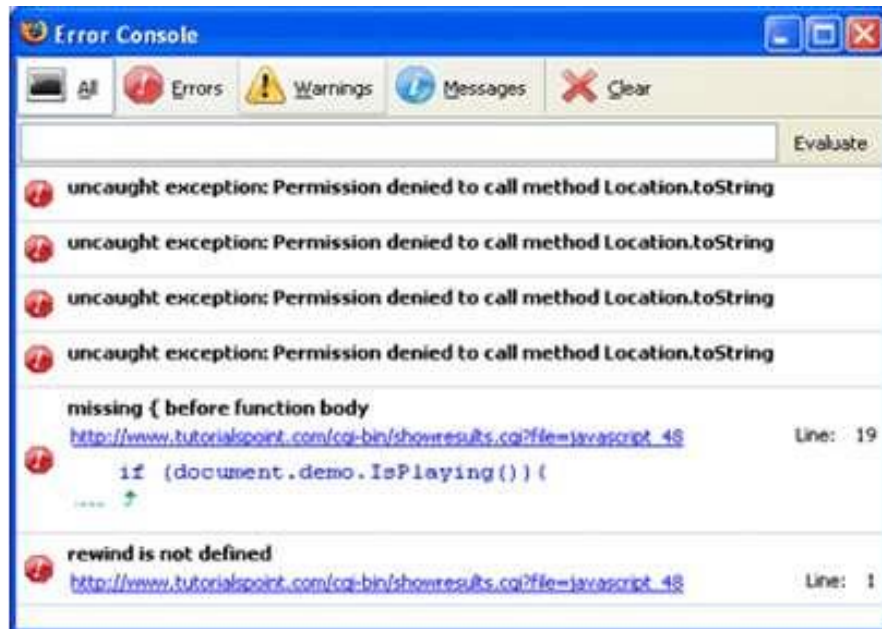 Error Console
All Errors Warnings Messages Clear
Evaluate
uncaught exception: Permission denied to call method Location.toString
uncaught exception: Permission denied to call method Location.toString
uncaught exception: Permission denied to call method Location.toString
uncaught exception: Permission denied to call method Location.toString
missing { before function body
http://www.tutorialspoint.com/cgi-bin/showresults.cgi?file=javascript_48 Line: 19
if (document.demo.IsPlaying()){
....
rewind is not defined
http://www.tutorialspoint.com/cgi-bin/showresults.cgi?file=javascript_48 Line: 1